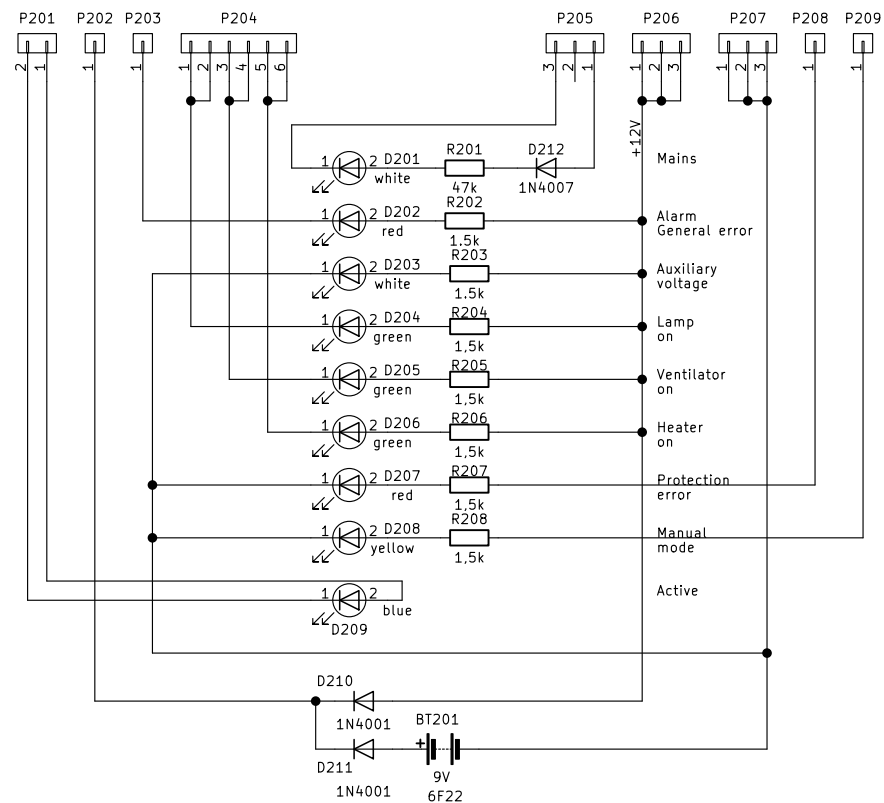 P201 P202 P203 P204 P205 P206 P207 P208 P209
2 1 1 1 1 2 3 4 5 6 3 2 1 1 2 3 1 2 3 1 1
+12V
1 2 D201 R201 D212 Mains
white 47k 1N4007
1 2 D202 R202 Alarm
red 1.5k General error
1 2 D203 R203 Auxiliary
white 1.5k voltage
1 2 D204 R204 Lamp
green 1,5k on
1 2 D205 R205 Ventilator
green 1,5k on
1 2 D206 R206 Heater
green 1,5k on
1 2 D207 R207 Protection
red 1,5k error
1 2 D208 R208 Manual
yellow 1,5k mode
1 2 Active
blue
D209
D210
1N4001 BT201
+
D211 9V
1N4001 6F22